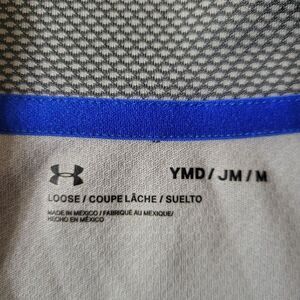 YMD / JM / M
LOOSE / COUPE LÂCHE / SUELTO
MADE IN MEXICO / FABRIQUÉ AU MEXIQUE/
HECHO EN MÉXICO